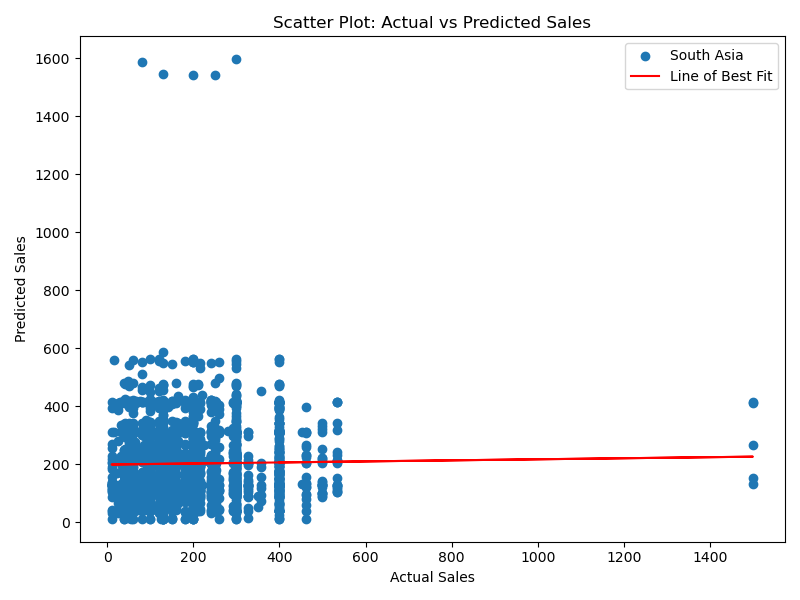 Scatter Plot: Actual vs Predicted Sales
South Asia
Line of Best Fit
1600
1400
1200
1000
800
600
400
200
0
Predicted Sales
0 200 400 600 800 1000 1200 1400
Actual Sales